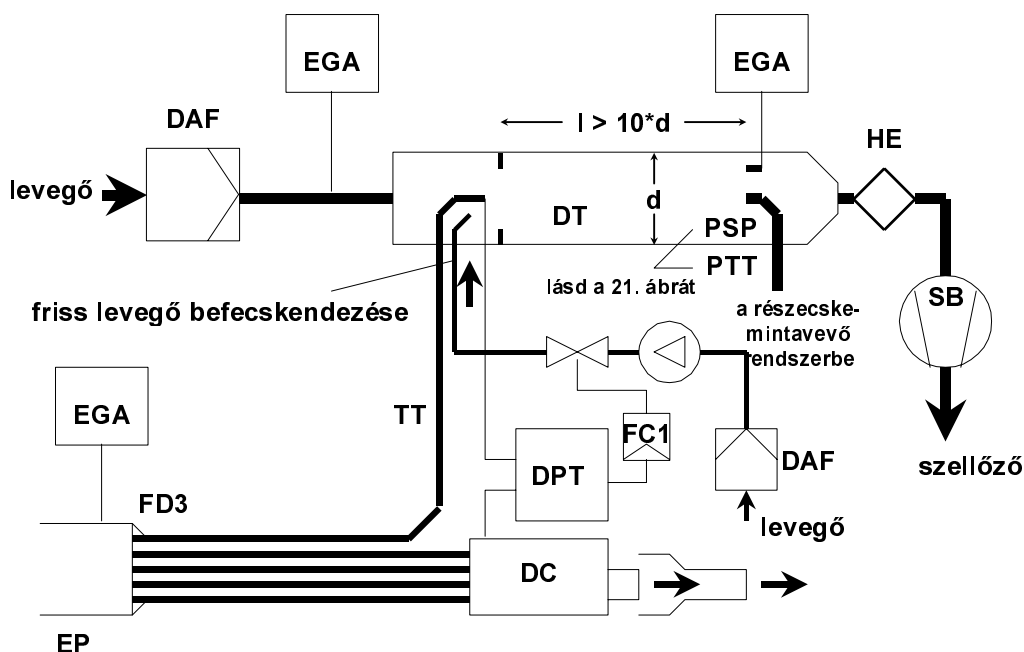 EGA
EGA
DAF
l > 10*d
HE
levegő
d
DT
PSP
PTT
lásd a 21. ábrát
SB
friss levegő befecskendezése
a részecske-
mintavevő
rendszerbe
EGA
TT
FC1
DAF
szellőző
DPT
FD3
levegő
DC
EP